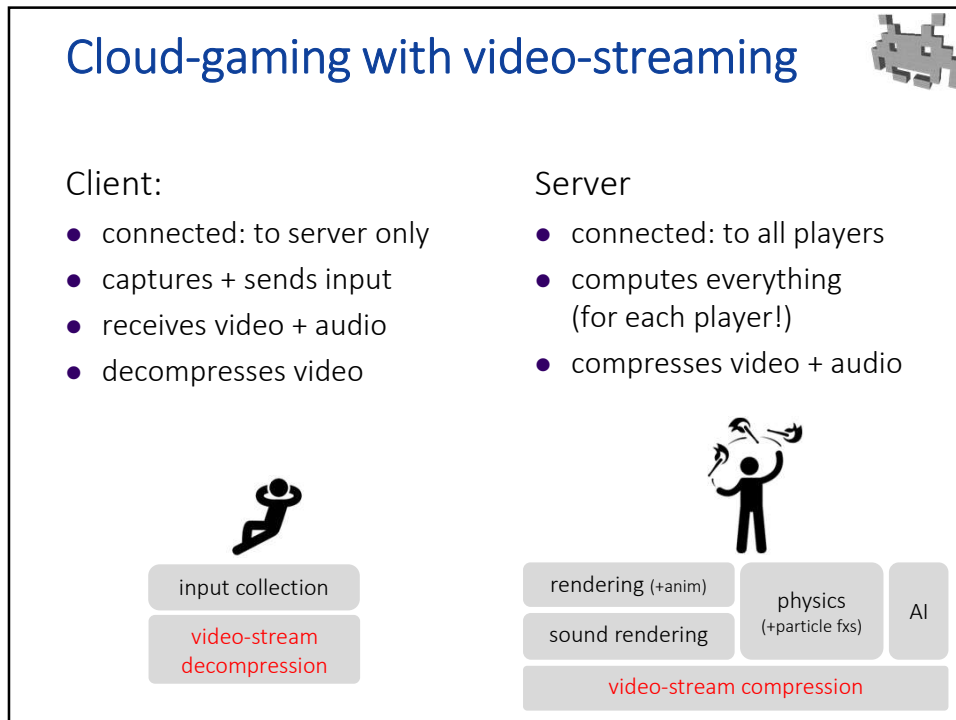 Cloud-gaming with video-streaming
Client:
● connected: to server only
● captures + sends input
● receives video + audio
● decompresses video
Server
● connected: to all players
● computes everything
(for each player!)
● compresses video + audio
input collection
video-stream
decompression
rendering (+anim)
sound rendering
physics
(+particle fxs)
AI
video-stream compression